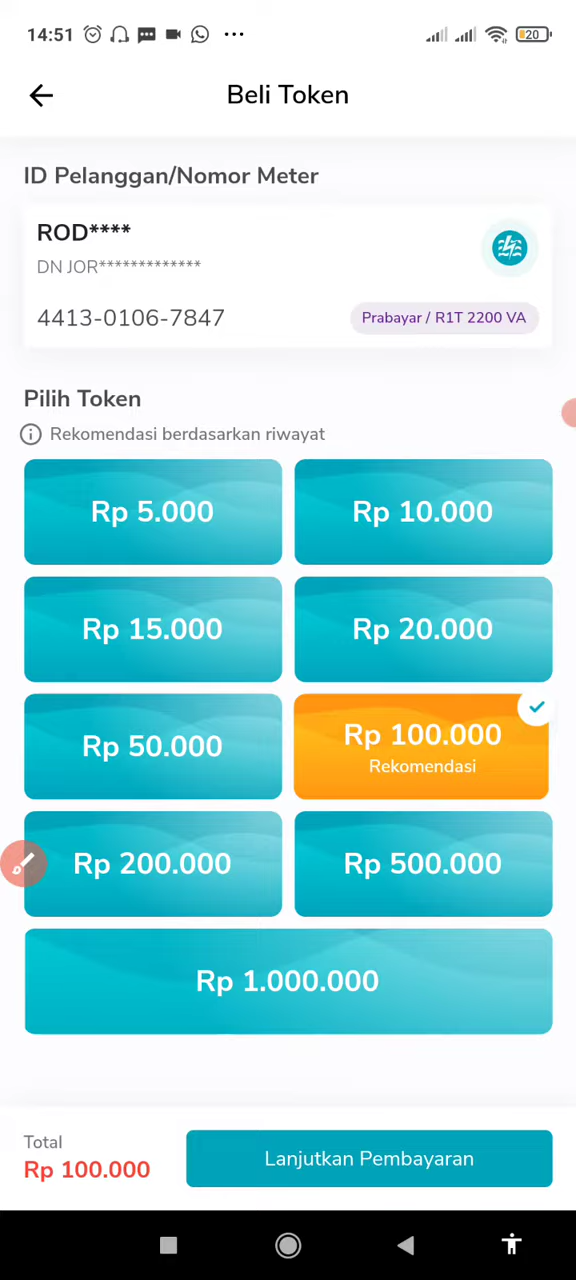 14:51
20
Beli Token
ID Pelanggan/Nomor Meter
ROD****
DN JOR*************
4413-0106-7847
Prabayar / R1T 2200 VA
Pilih Token
Rekomendasi berdasarkan riwayat
Rp 5.000
Rp 10.000
Rp 15.000
Rp 20.000
Rp 50.000
Rp 100.000
Rekomendasi
Rp 200.000
Rp 500.000
Rp 1.000.000
Total
Rp 100.000
Lanjutkan Pembayaran